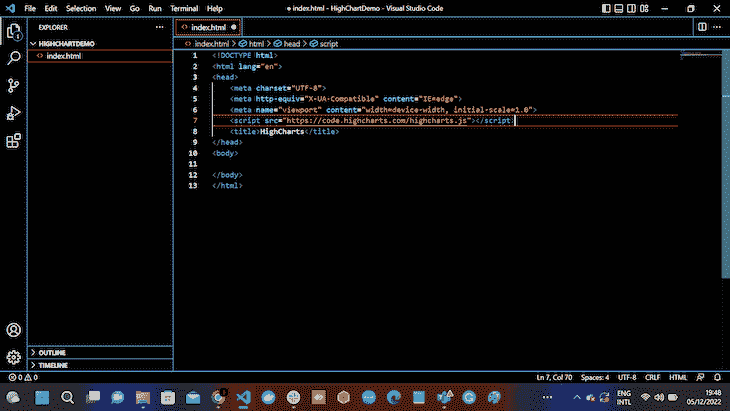 File Edit Selection View Go Run Terminal Help
● index.html - HighChartDemo - Visual Studio Code
EXPLORER
index.html
HIGHCHARTDEMO
index.html
index.html > html > head > script
1 <!DOCTYPE html>
2 <html lang="en">
3 <head>
4 <meta charset="UTF-8">
5 <meta http-equiv="X-UA-Compatible" content="IE=edge">
6 <meta name="viewport" content="width=device-width, initial-scale=1.0">
7 <script src="https://code.highcharts.com/highcharts.js"></script>
8 <title>HighCharts</title>
9 </head>
10 <body>
11
12 </body>
13 </html>
OUTLINE
TIMELINE
0 0
Ln 7, Col 70 Spaces: 4 UTF-8 CRLF HTML
ENG
INTL
19:48
05/12/2022